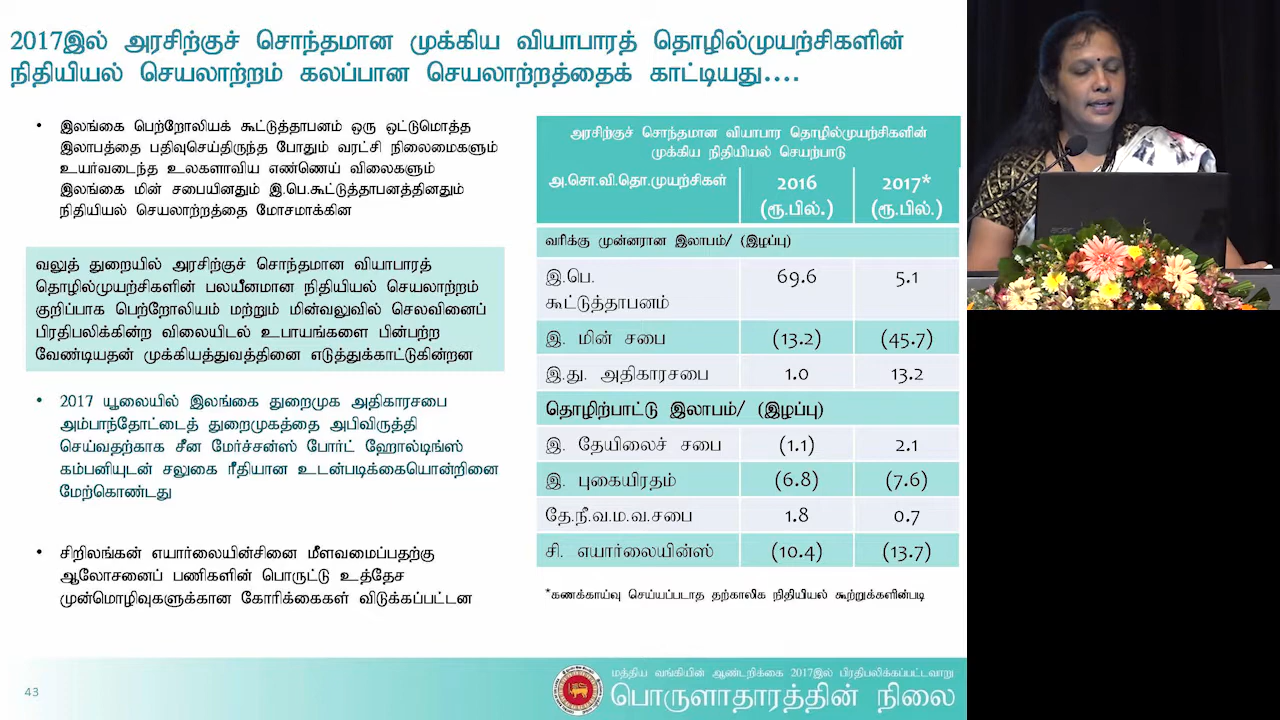 2017இல் அரசிற்குச் சொந்தமான முக்கிய வியாபாரத் தொழில்முயற்சிகளின்
நிதியியல் செயலாற்றம் கலப்பான செயலாற்றத்தைக் காட்டியது....
• இலங்கை பெற்றோலியக் கூட்டுத்தாபனம் ஒரு ஒட்டுமொத்த
இலாபத்தை பதிவுசெய்திருந்த போதும் வரட்சி நிலைமைகளும்
உயர்வடைந்த உலகளாவிய எண்ணெய் விலைகளும்
இலங்கை மின் சபையினதும் இ.பெ.கூட்டுத்தாபனத்தினதும்
நிதியியல் செயலாற்றத்தை மோசமாக்கின
வலுத் துறையில் அரசிற்குச் சொந்தமான வியாபாரத்
தொழில்முயற்சிகளின் பலயீனமான நிதியியல் செயலாற்றம்
குறிப்பாக பெற்றோலியம் மற்றும் மின்வலுவில் செலவினைப்
பிரதிபலிக்கின்ற விலையிடல் உபாயங்களை பின்பற்ற
வேண்டியதன் முக்கியத்துவத்தினை எடுத்துக்காட்டுகின்றன
• 2017 யூலையில் இலங்கை துறைமுக அதிகாரசபை
அம்பாந்தோட்டைத் துறைமுகத்தை அபிவிருத்தி
செய்வதற்காக சீன மேர்ச்சன்ஸ் போர்ட் ஹோல்டிங்ஸ்
கம்பனியுடன் சலுகை ரீதியான உடன்படிக்கையொன்றினை
மேற்கொண்டது
• சிறிலங்கன் எயார்லையின்சினை மீளவமைப்பதற்கு
ஆலோசனைப் பணிகளின் பொருட்டு உத்தேச
முன்மொழிவுகளுக்கான கோரிக்கைகள் விடுக்கப்பட்டன
அரசிற்குச் சொந்தமான வியாபார தொழில்முயற்சிகளின்
முக்கிய நிதியியல் செயற்பாடு
அ.சொ.வி.தொ.முயற்சிகள் 2016 2017*
(ரூ.பில்.) (ரூ.பில்.)
வரிக்கு முன்னரான இலாபம்/ (இழப்பு)
இ.பெ. 69.6 5.1
கூட்டுத்தாபனம்
இ. மின் சபை (13.2) (45.7)
இ.து. அதிகாரசபை 1.0 13.2
தொழிற்பாட்டு இலாபம்/ (இழப்பு)
இ. தேயிலைச் சபை (1.1) 2.1
இ. புகையிரதம் (6.8) (7.6)
தே.நீ.வ.ம.வ.சபை 1.8 0.7
சி. எயார்லையின்ஸ் (10.4) (13.7)
*கணக்காய்வு செய்யப்படாத தற்காலிக நிதியியல் கூற்றுக்களின்படி
43
மத்திய வங்கியின் ஆண்டறிக்கை 2017இல் பிரதிபலிக்கப்பட்டவாறு
பொருளாதாரத்தின் நிலை